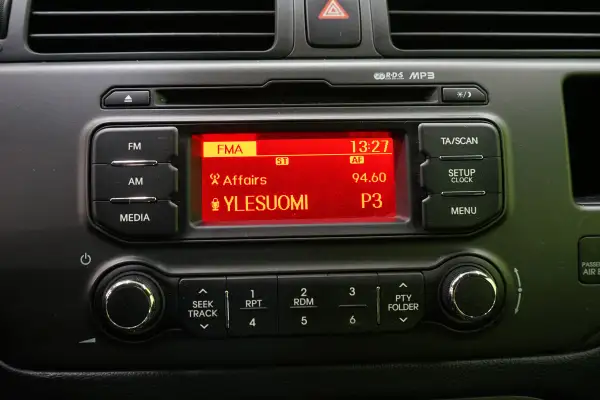 R·D·S MP3
FM
AM
MEDIA
FMA 13:27
ST AF
Affairs 94.60
YLESUOMI P3
TA/SCAN
SETUP
CLOCK
MENU
SEEK
TRACK
1
RPT
4
2
RDM
5
3
6
PTY
FOLDER
AIR